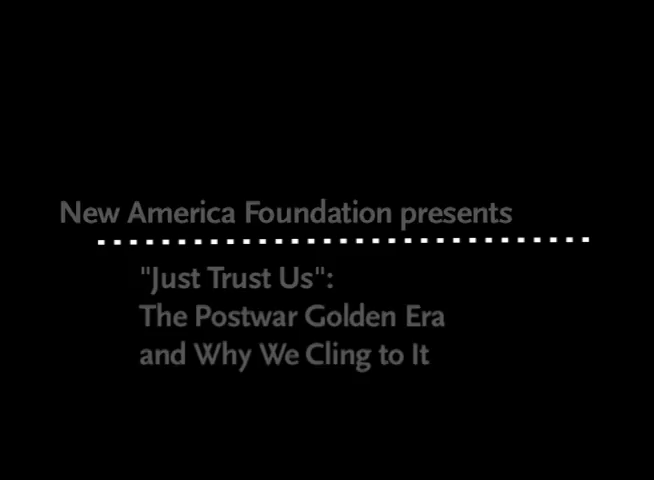 New America Foundation presents
"Just Trust Us":
The Postwar Golden Era
and Why We Cling to It